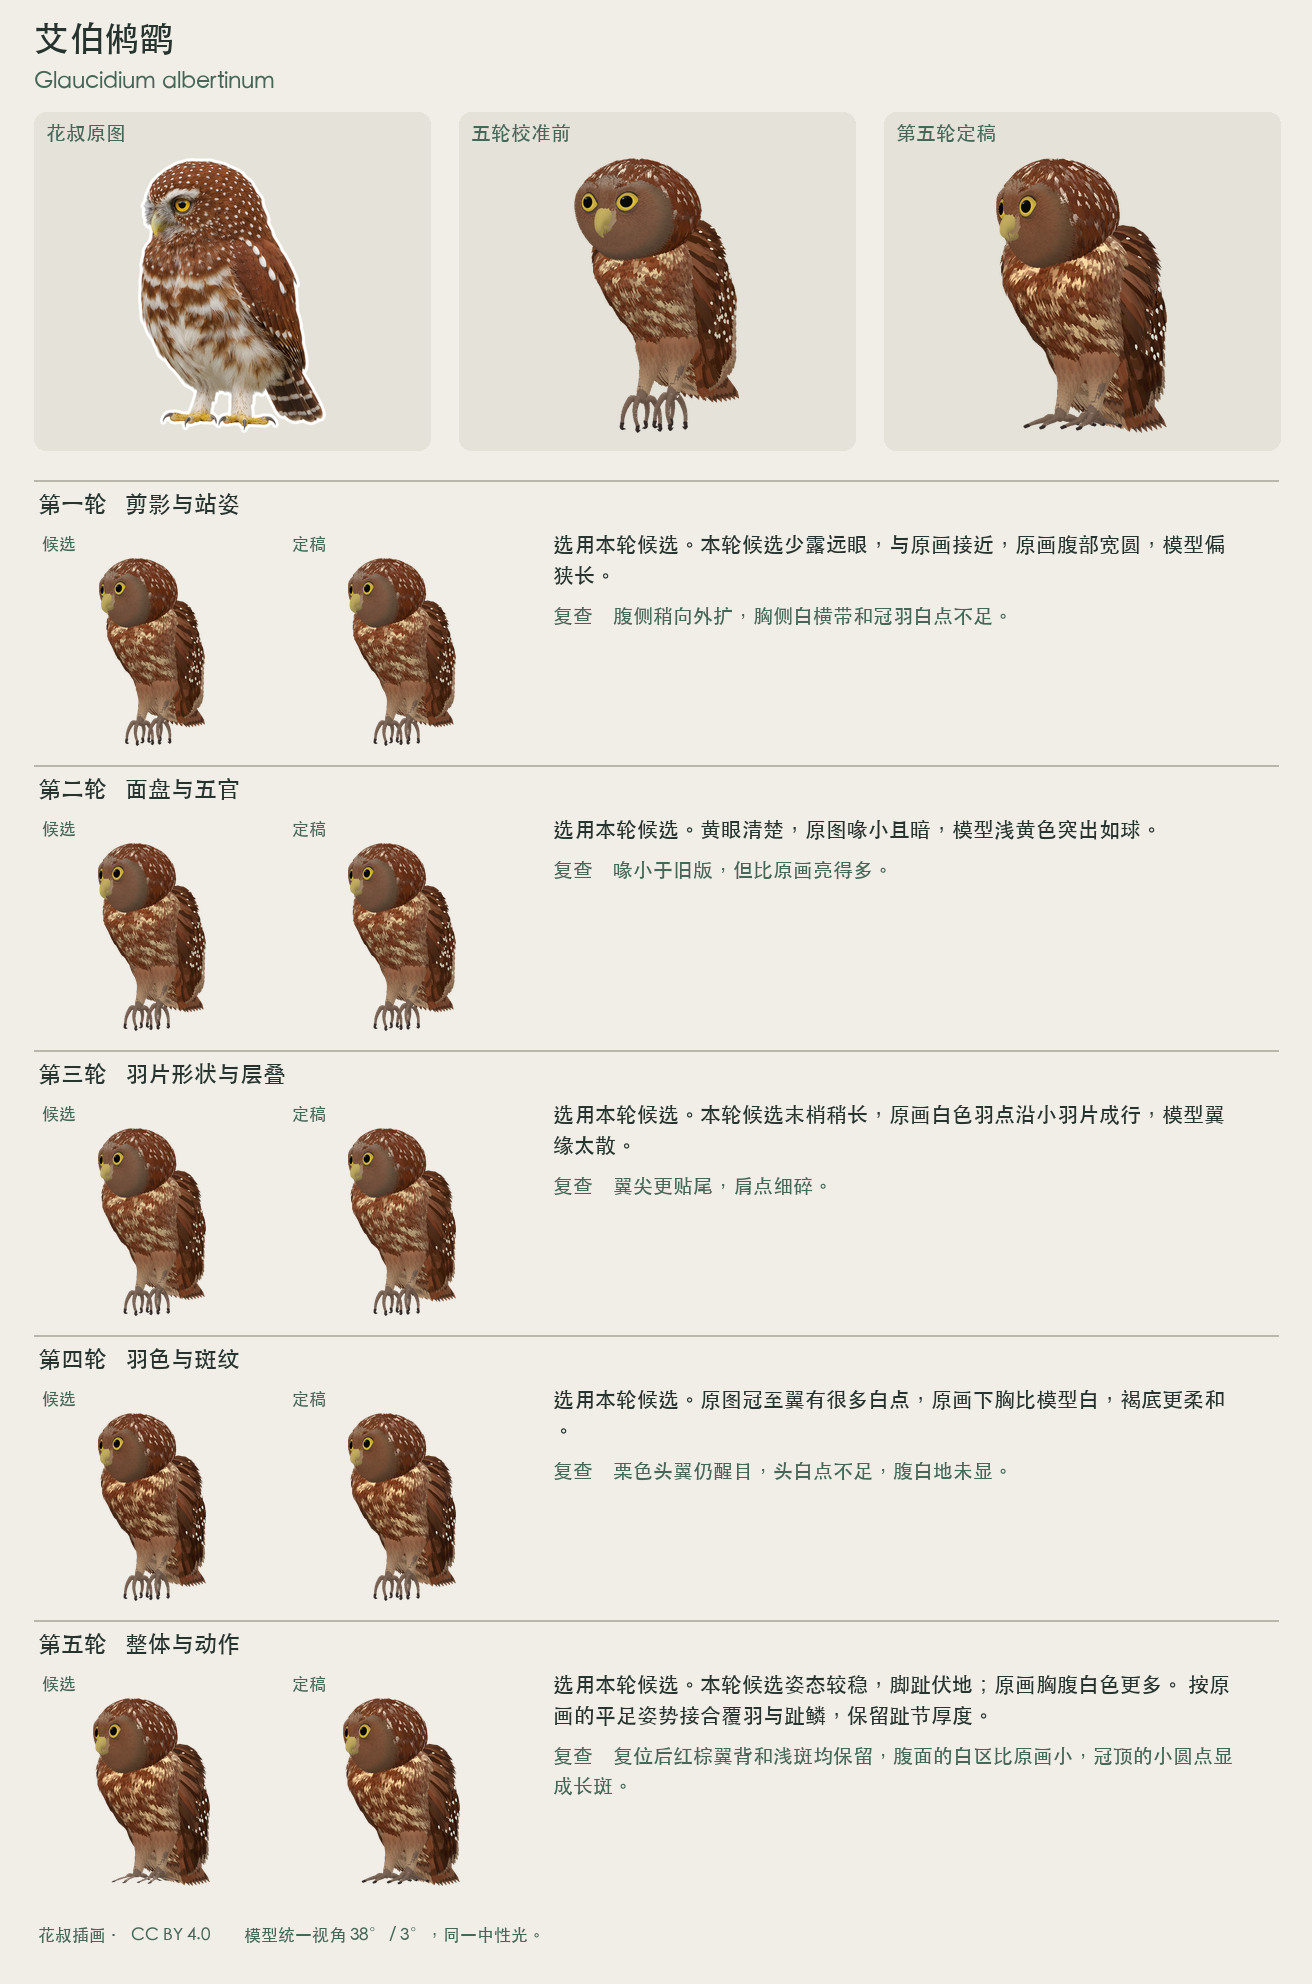 艾伯鸺鹠
Glaucidium albertinum
花叔原图
五轮校准前
第五轮定稿
第一轮 剪影与站姿
候选
定稿
选用本轮候选。本轮候选少露远眼，与原画接近，原画腹部宽圆，模型偏
狭长。
复查 腹侧稍向外扩，胸侧白横带和冠羽白点不足。
第二轮 面盘与五官
候选
定稿
选用本轮候选。黄眼清楚，原图喙小且暗，模型浅黄色突出如球。
复查 喙小于旧版，但比原画亮得多。
第三轮 羽片形状与层叠
候选
定稿
选用本轮候选。本轮候选末梢稍长，原画白色羽点沿小羽片成行，模型翼
缘太散。
复查 翼尖更贴尾，肩点细碎。
第四轮 羽色与斑纹
候选
定稿
选用本轮候选。原图冠至翼有很多白点，原画下胸比模型白，褐底更柔和
。
复查 栗色头翼仍醒目，头白点不足，腹白地未显。
第五轮 整体与动作
候选
定稿
选用本轮候选。本轮候选姿态较稳，脚趾伏地；原画胸腹白色更多。 按原
画的平足姿势接合覆羽与趾鳞，保留趾节厚度。
复查 复位后红棕翼背和浅斑均保留，腹面的白区比原画小，冠顶的小圆点显
成长斑。
花叔插画 · CC BY 4.0 模型统一视角 38° / 3° ，同一中性光。